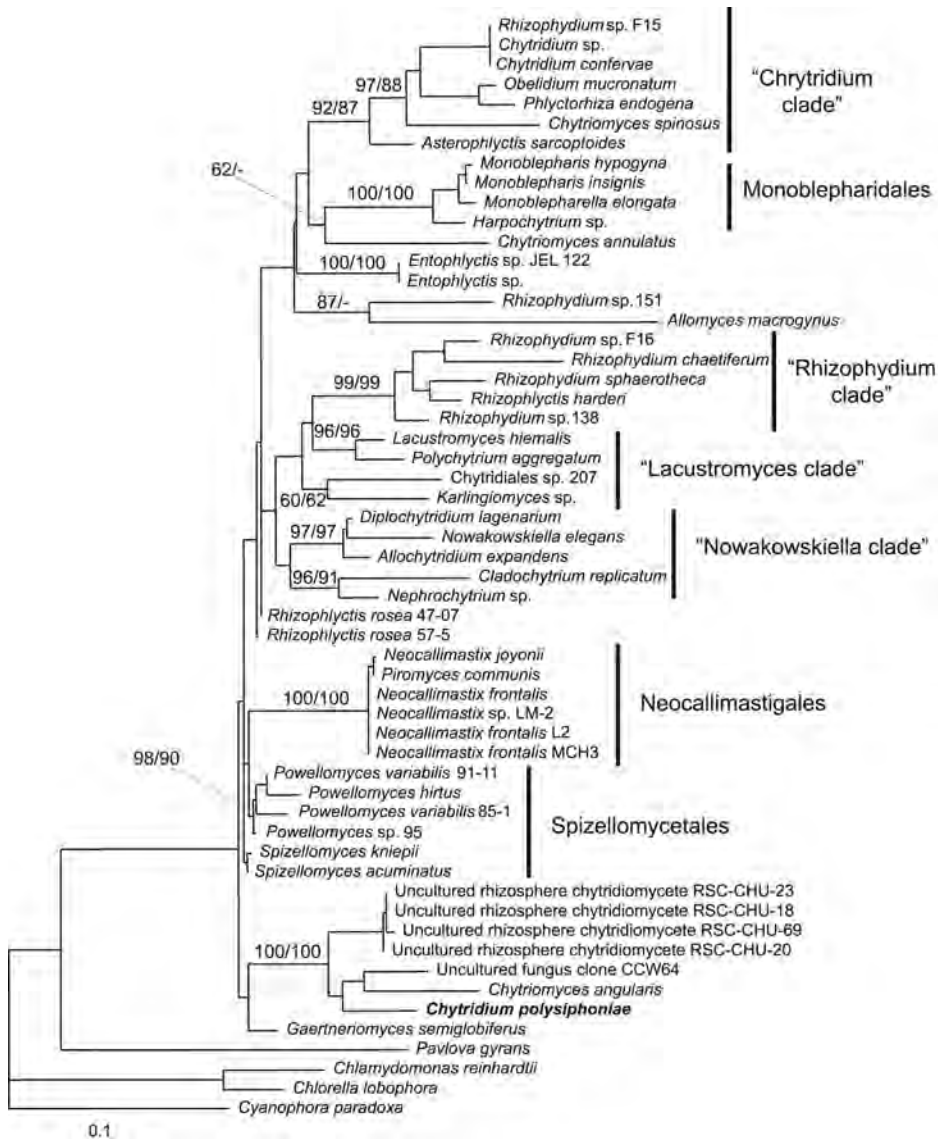 Rhizophydium sp. F15
Chytridium sp.
Chytridium confervae
97/88
Obelidium mucronatum
Phlyctorhiza endogena
92/87
Chytriomyces spinosus
Asterophlyctis sarcoptoides
"Chrytridium
clade"
62/-
Monoblepharis hypogyna
100/100
Monoblepharis insignis
Monoblepharella elongata
Harpochytrium sp.
Monoblepharidales
Chytriomyces annulatus
100/100
Entophlyctis sp. JEL 122
Entophlyctis sp.
87/-
Rhizophydium sp. 151
Allomyces macrogynus
Rhizophydium sp. F16
Rhizophydium chaetiferum
99/99
Rhizophydium sphaerotheca
Rhizophlyctis harderi
Rhizophydium sp. 138
"Rhizophydium
clade"
96/96
Lacustromyces hiemalis
Polychytrium aggregatum
Chytridiales sp. 207
60/62
Karlingiomyces sp.
"Lacustromyces clade"
Diplochytridium lagenarium
97/97
Nowakowskiella elegans
Allochytridium expandens
96/91
Cladochytrium replicatum
Nephrochytrium sp.
"Nowakowskiella clade"
Rhizophlyctis rosea 47-07
Rhizophlyctis rosea 57-5
Neocallimastix joyonii
Piromyces communis
100/100
Neocallimastix frontalis
Neocallimastix sp. LM-2
Neocallimastix frontalis L2
Neocallimastix frontalis MCH3
Neocallimastigales
98/90
Powellomyces variabilis 91-11
Powellomyces hirtus
Powellomyces variabilis 85-1
Powellomyces sp. 95
Spizellomyces kniepii
Spizellomyces acuminatus
Spizellomycetales
Uncultured rhizosphere chytridiomycete RSC-CHU-23
Uncultured rhizosphere chytridiomycete RSC-CHU-18
Uncultured rhizosphere chytridiomycete RSC-CHU-69
Uncultured rhizosphere chytridiomycete RSC-CHU-20
100/100
Uncultured fungus clone CCW64
Chytriomyces angularis
Chytridium polysiphoniae
Gaertneriomyces semiglobiferus
Pavlova gyrans
Chlamydomonas reinhardtii
Chlorella lobophora
Cyanophora paradoxa
0.1